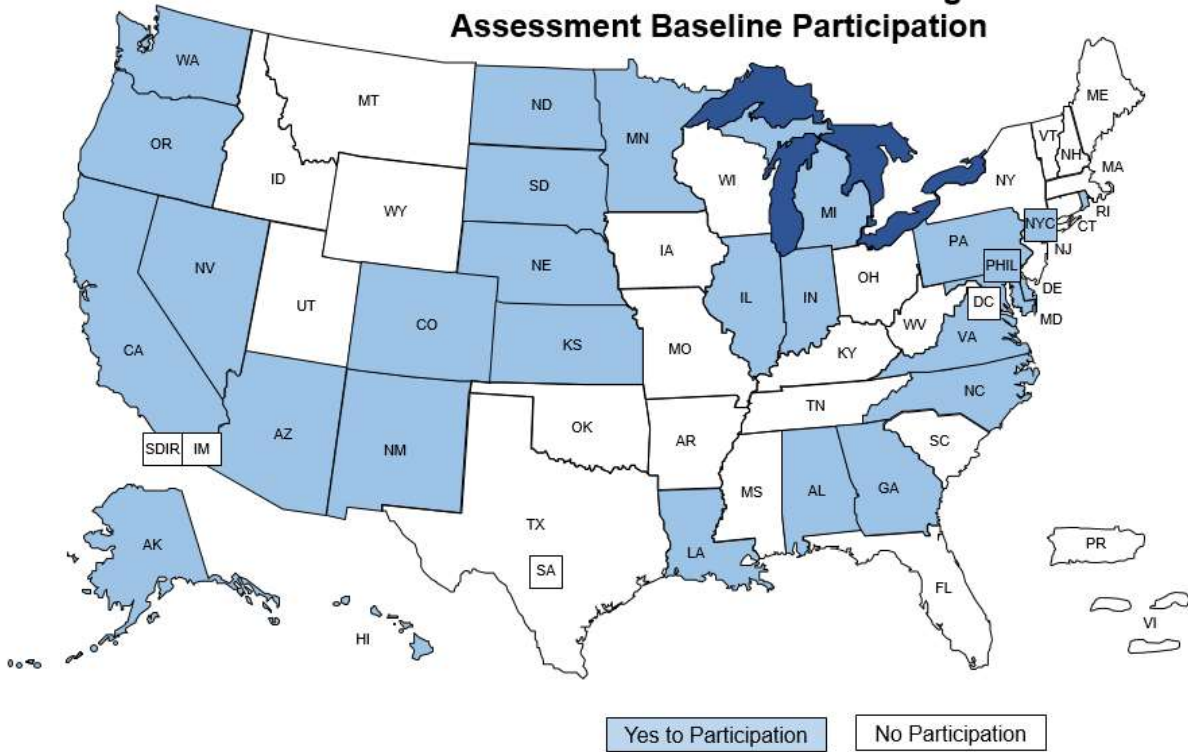 Assessment Baseline Participation
WA
MT
ND
MN
ME
VT
NH
OR
ID
SD
WI
NY
MA
WY
MI
RI
NYC
CT
NV
IA
PA
NJ
NE
PHIL
UT
IL
IN
OH
DE
DC
CO
WV
MD
CA
KS
MO
KY
VA
NC
TN
SDIR
IM
AZ
NM
OK
AR
SC
MS
AL
GA
TX
AK
LA
PR
SA
FL
HI
VI
Yes to Participation
No Participation